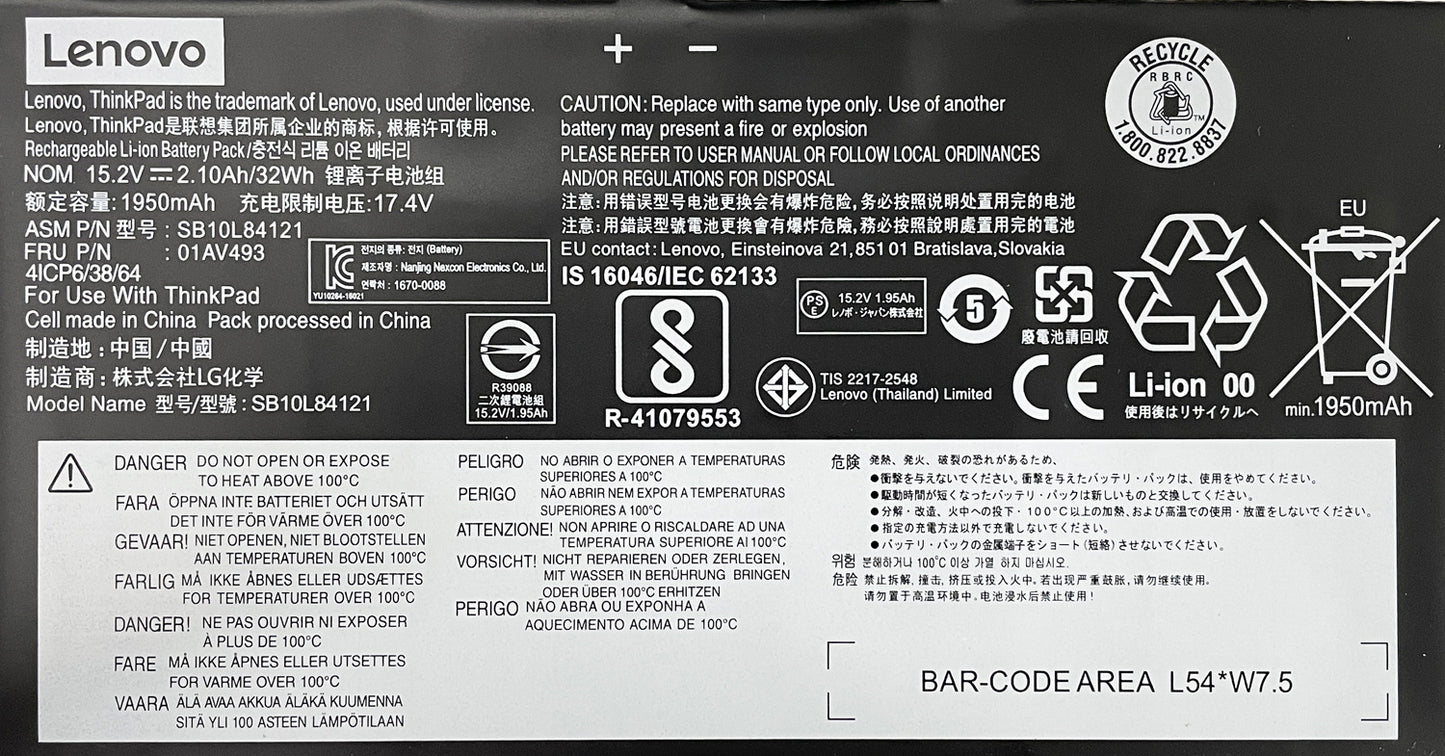 Lenovo
Lenovo, ThinkPad is the trademark of Lenovo, used under license.
Lenovo, ThinkPad是联想集团所属企业的商标，根据许可使用。
Rechargeable Li-ion Battery Pack/충전식 리튬 이온 배터리
NOM 15.2V ⎓ 2.10Ah/32Wh 锂离子电池组
额定容量:1950mAh 充电限制电压:17.4V
ASM P/N 型号 : SB10L84121
FRU P/N : 01AV493
4ICP6/38/64
For Use With ThinkPad
Cell made in China Pack processed in China
制造地 : 中国 / 中國
制造商 : 株式会社LG化学
Model Name 型号/型號 : SB10L84121
전지의 종류: 전지 (Battery)
제조자명 : Nanjing Nexcon Electronics Co., Ltd.
연락처 : 1670-0088
YU10264-16021
R39088
二次鋰電池組
15.2V/1.95Ah
+ −
CAUTION: Replace with same type only. Use of another
battery may present a fire or explosion
PLEASE REFER TO USER MANUAL OR FOLLOW LOCAL ORDINANCES
AND/OR REGULATIONS FOR DISPOSAL
注意: 用错误型号电池更换会有爆炸危险, 务必按照说明处置用完的电池
注意: 用錯誤型號電池更換會有爆炸危險, 務必按照說明處置用完的電池
EU contact: Lenovo, Einsteinova 21,851 01 Bratislava,Slovakia
IS 16046/IEC 62133
R-41079553
PS
E
15.2V 1.95Ah
レノボ・ジャパン株式会社
TIS 2217-2548
Lenovo (Thailand) Limited
5
廢電池請回收
CE
RECYCLE
RBRC
Li-ion
TM
1.800.822.8837
Li-ion 00
使用後はリサイクルへ
EU
min.1950mAh
DANGER DO NOT OPEN OR EXPOSE
TO HEAT ABOVE 100°C
FARA ÖPPNA INTE BATTERIET OCH UTSÄTT
DET INTE FÖR VÄRME ÖVER 100°C
GEVAAR! NIET OPENEN, NIET BLOOTSTELLEN
AAN TEMPERATUREN BOVEN 100°C
FARLIG MÅ IKKE ÅBNES ELLER UDSÆTTES
FOR TEMPERATURER OVER 100°C
DANGER! NE PAS OUVRIR NI EXPOSER
À PLUS DE 100°C
FARE MÅ IKKE ÅPNES ELLER UTSETTES
FOR VARME OVER 100°C
VAARA ÄLÄ AVAA AKKUA ÄLÄKÄ KUUMENNA
SITÄ YLI 100 ASTEEN LÄMPÖTILAAN
PELIGRO NO ABRIR O EXPONER A TEMPERATURAS
SUPERIORES A 100°C
PERIGO NÃO ABRIR NEM EXPOR A TEMPERATURAS
SUPERIORES A 100°C
ATTENZIONE! NON APRIRE O RISCALDARE AD UNA
TEMPERATURA SUPERIORE AI 100°C
VORSICHT! NICHT REPARIEREN ODER ZERLEGEN,
MIT WASSER IN BERÜHRUNG BRINGEN
ODER ÜBER 100°C ERHITZEN
PERIGO NÃO ABRA OU EXPONHA A
AQUECIMENTO ACIMA DE 100°C
危険 発熱、発火、破裂の恐れがあるため、
●衝撃を与えないでください。衝撃を与えたバッテリ・パックは、使用をやめてください。
●駆動時間が短くなったバッテリ・パックは新しいものと交換してください。
●分解・改造、火中への投下・100°C以上の加熱、および高温での使用・放置をしないでください。
●指定の充電方法以外で充電しないでください。
●バッテリ・パックの金属端子をショート (短絡) させないでください。
위험 분해하거나 100°C 이상 가열 하지 마십시오.
危险 禁止拆解, 撞击, 挤压或投入火中. 若出现严重鼓胀, 请勿继续使用.
请勿置于高温环境中. 电池浸水后禁止使用!
BAR-CODE AREA L54*W7.5